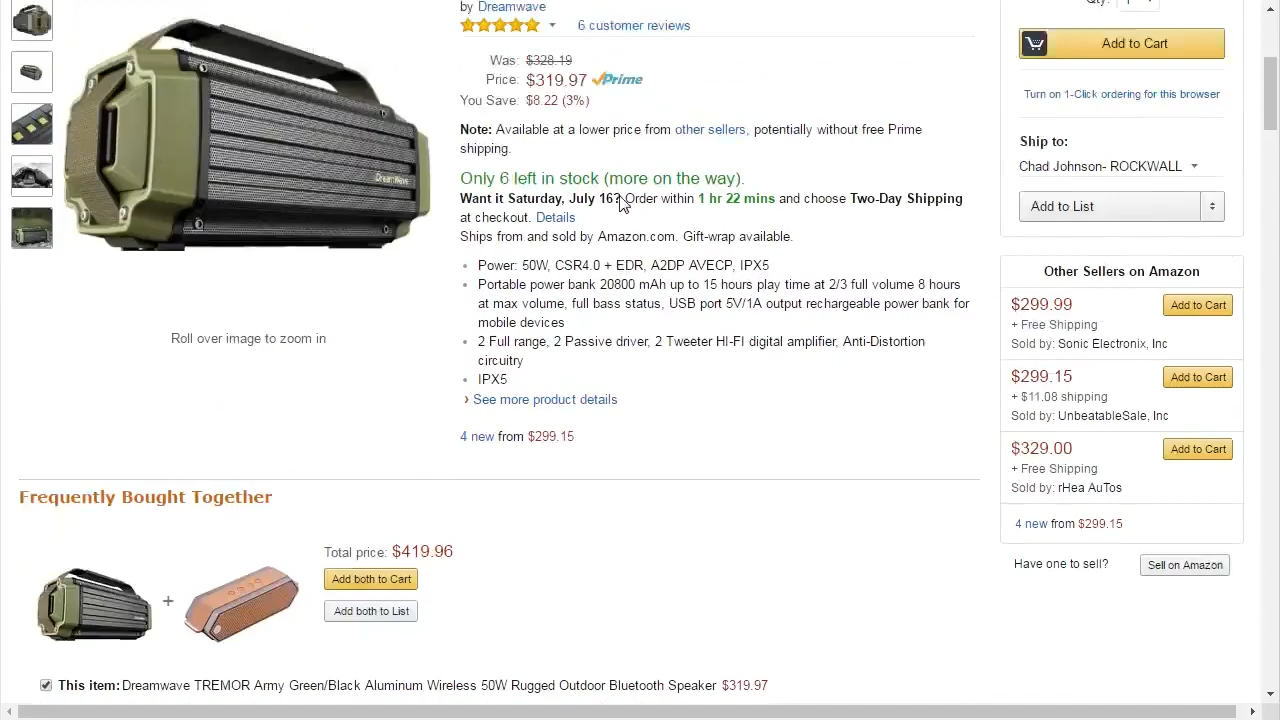 by Dreamwave
6 customer reviews
Was: $328.19
Price: $319.97 Prime
You Save: $8.22 (3%)
Note: Available at a lower price from other sellers, potentially without free Prime
shipping.
Only 6 left in stock (more on the way).
Want it Saturday, July 16? Order within 1 hr 22 mins and choose Two-Day Shipping
at checkout. Details
Ships from and sold by Amazon.com. Gift-wrap available.
Power: 50W, CSR4.0 + EDR, A2DP AVECP, IPX5
Portable power bank 20800 mAh up to 15 hours play time at 2/3 full volume 8 hours
at max volume, full bass status, USB port 5V/1A output rechargeable power bank for
mobile devices
2 Full range, 2 Passive driver, 2 Tweeter HI-FI digital amplifier, Anti-Distortion
circuitry
IPX5
› See more product details
4 new from $299.15
DreamWave
Roll over image to zoom in
Qty: 1
Add to Cart
Turn on 1-Click ordering for this browser
Ship to:
Chad Johnson- ROCKWALL
Add to List
Other Sellers on Amazon
$299.99 Add to Cart
+ Free Shipping
Sold by: Sonic Electronix, Inc
$299.15 Add to Cart
+ $11.08 shipping
Sold by: UnbeatableSale, Inc
$329.00 Add to Cart
+ Free Shipping
Sold by: rHea AuTos
4 new from $299.15
Have one to sell? Sell on Amazon
Frequently Bought Together
+
Total price: $419.96
Add both to Cart
Add both to List
This item: Dreamwave TREMOR Army Green/Black Aluminum Wireless 50W Rugged Outdoor Bluetooth Speaker $319.97